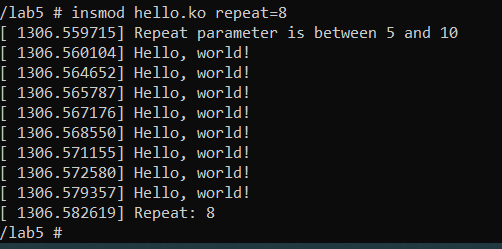 /lab5 # insmod hello.ko repeat=8
[ 1306.559715] Repeat parameter is between 5 and 10
[ 1306.560104] Hello, world!
[ 1306.564652] Hello, world!
[ 1306.565787] Hello, world!
[ 1306.567176] Hello, world!
[ 1306.568550] Hello, world!
[ 1306.571155] Hello, world!
[ 1306.572580] Hello, world!
[ 1306.579357] Hello, world!
[ 1306.582619] Repeat: 8
/lab5 #